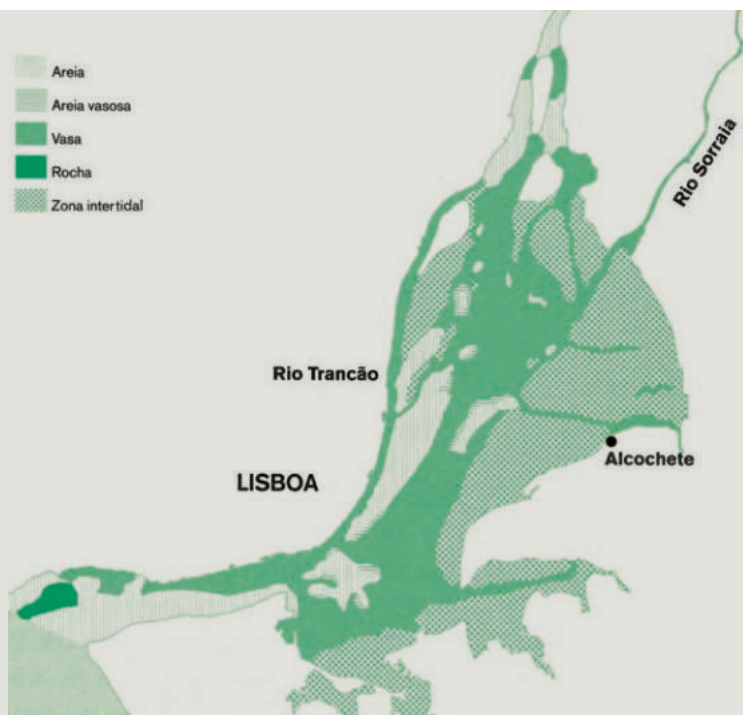 Areia
Areia vasosa
Vasa
Rocha
Zona intertidal
Rio Sorraia
Rio Trancão
Alcochete
LISBOA